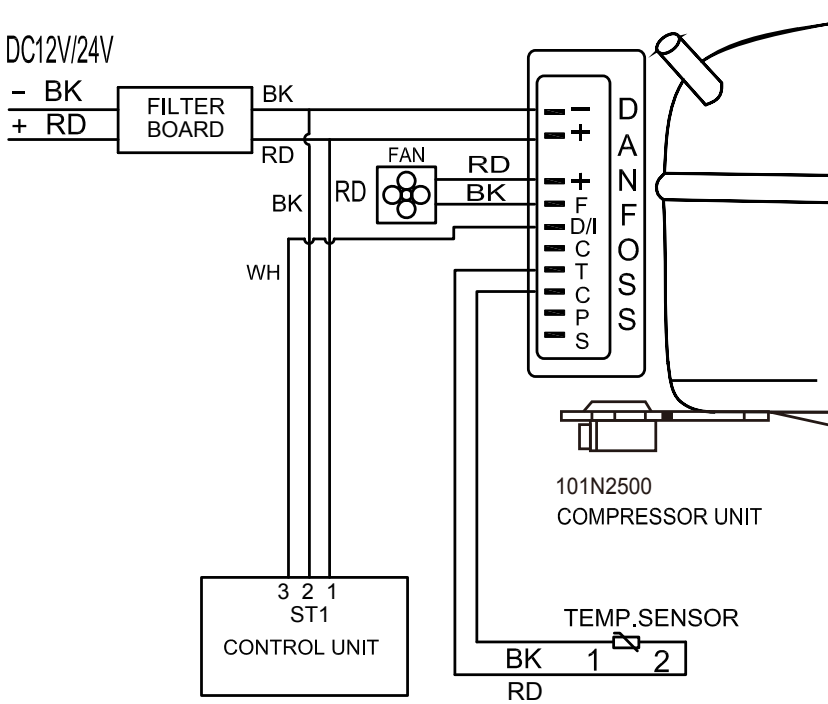 DC12V/24V
− BK
+ RD
FILTER
BOARD
BK
RD
BK
WH
FAN
RD
RD
BK
−
+
+
F
D/I
C
T
C
P
S
DANFOSS
101N2500
COMPRESSOR UNIT
3 2 1
ST1
CONTROL UNIT
TEMP.SENSOR
BK 1 2
RD